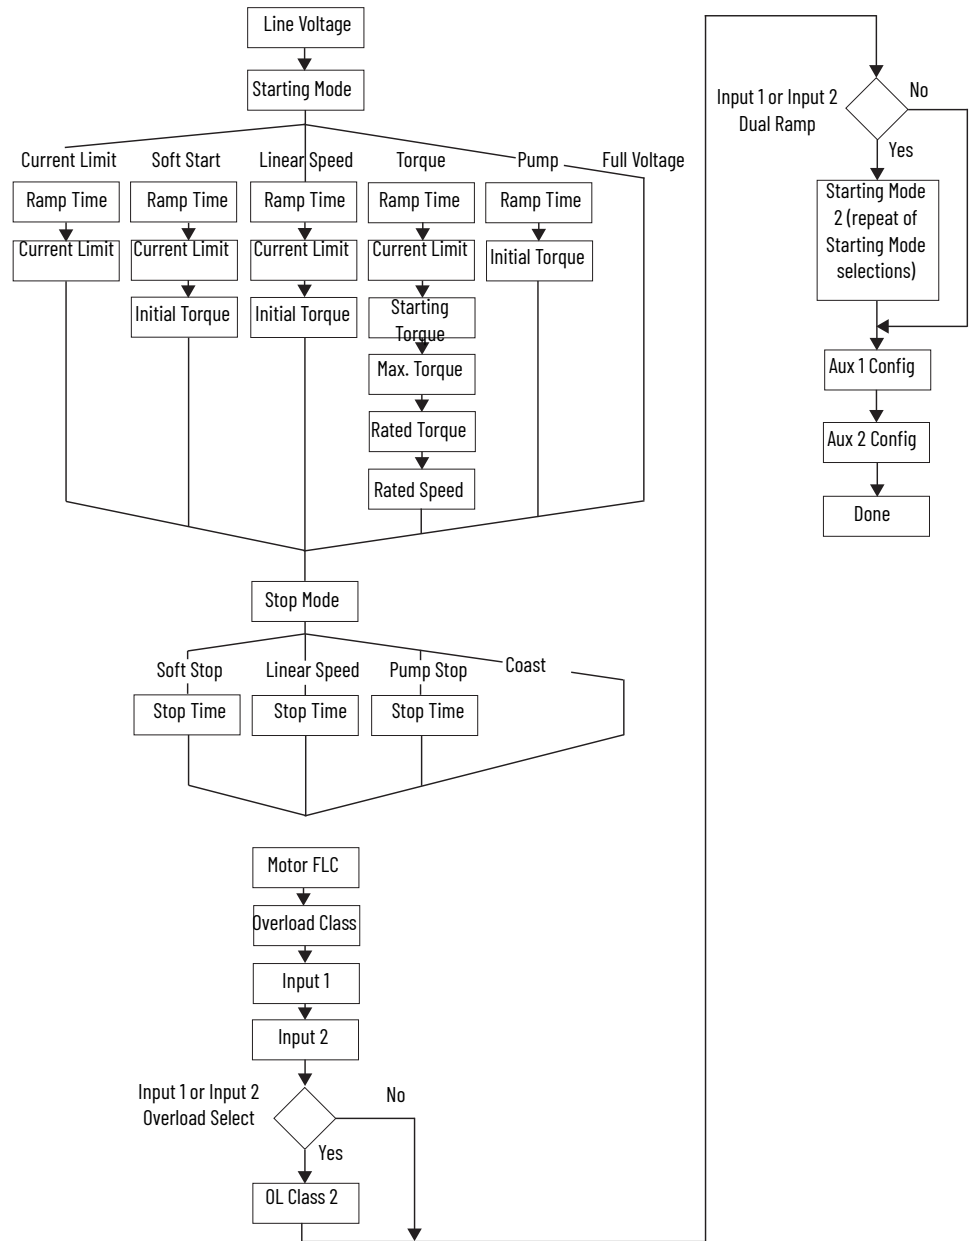 Line Voltage
Starting Mode
Current Limit
Soft Start
Linear Speed
Torque
Pump
Full Voltage
Ramp Time
Ramp Time
Ramp Time
Ramp Time
Ramp Time
Current Limit
Current Limit
Current Limit
Current Limit
Initial Torque
Initial Torque
Initial Torque
Starting
Torque
Max. Torque
Rated Torque
Rated Speed
Stop Mode
Soft Stop
Linear Speed
Pump Stop
Coast
Stop Time
Stop Time
Stop Time
Motor FLC
Overload Class
Input 1
Input 2
Input 1 or Input 2
Overload Select
No
Yes
OL Class 2
Input 1 or Input 2
Dual Ramp
No
Yes
Starting Mode
2 (repeat of
Starting Mode
selections)
Aux 1 Config
Aux 2 Config
Done